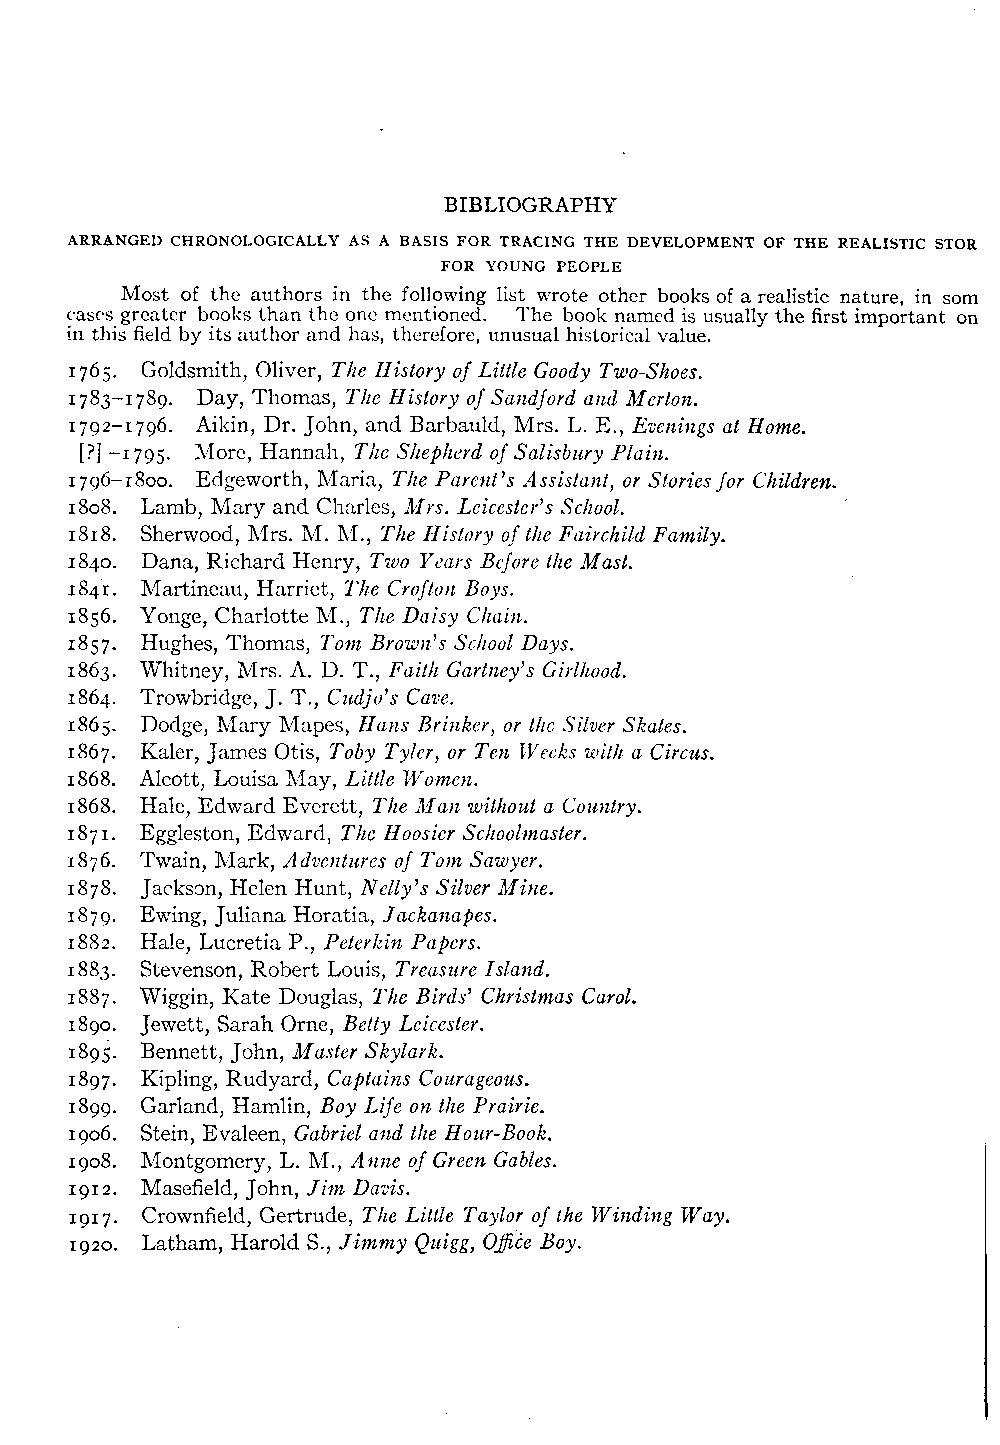 BIBLIOGRAPHY
ARRANGED CHRONOLOGICALLY AS A BASIS FOR TRACING THE DEVELOPMENT OF THE REALISTIC STOR
FOR YOUNG PEOPLE
Most of the authors in the following list wrote other books of a realistic nature, in som
cases greater books than the one mentioned. The book named is usually the first important on
in this field by its author and has, therefore, unusual historical value.
1765. Goldsmith, Oliver, The History of Little Goody Two-Shoes.
1783–1789. Day, Thomas, The History of Sandford and Merton.
1792–1796. Aikin, Dr. John, and Barbauld, Mrs. L. E., Evenings at Home.
[?] –1795. More, Hannah, The Shepherd of Salisbury Plain.
1796–1800. Edgeworth, Maria, The Parent's Assistant, or Stories for Children.
1808. Lamb, Mary and Charles, Mrs. Leicester's School.
1818. Sherwood, Mrs. M. M., The History of the Fairchild Family.
1840. Dana, Richard Henry, Two Years Before the Mast.
1841. Martineau, Harriet, The Crofton Boys.
1856. Yonge, Charlotte M., The Daisy Chain.
1857. Hughes, Thomas, Tom Brown's School Days.
1863. Whitney, Mrs. A. D. T., Faith Gartney's Girlhood.
1864. Trowbridge, J. T., Cudjo's Cave.
1865. Dodge, Mary Mapes, Hans Brinker, or the Silver Skates.
1867. Kaler, James Otis, Toby Tyler, or Ten Weeks with a Circus.
1868. Alcott, Louisa May, Little Women.
1868. Hale, Edward Everett, The Man without a Country.
1871. Eggleston, Edward, The Hoosier Schoolmaster.
1876. Twain, Mark, Adventures of Tom Sawyer.
1878. Jackson, Helen Hunt, Nelly's Silver Mine.
1879. Ewing, Juliana Horatia, Jackanapes.
1882. Hale, Lucretia P., Peterkin Papers.
1883. Stevenson, Robert Louis, Treasure Island.
1887. Wiggin, Kate Douglas, The Birds' Christmas Carol.
1890. Jewett, Sarah Orne, Betty Leicester.
1895. Bennett, John, Master Skylark.
1897. Kipling, Rudyard, Captains Courageous.
1899. Garland, Hamlin, Boy Life on the Prairie.
1906. Stein, Evaleen, Gabriel and the Hour-Book.
1908. Montgomery, L. M., Anne of Green Gables.
1912. Masefield, John, Jim Davis.
1917. Crownfield, Gertrude, The Little Taylor of the Winding Way.
1920. Latham, Harold S., Jimmy Quigg, Office Boy.